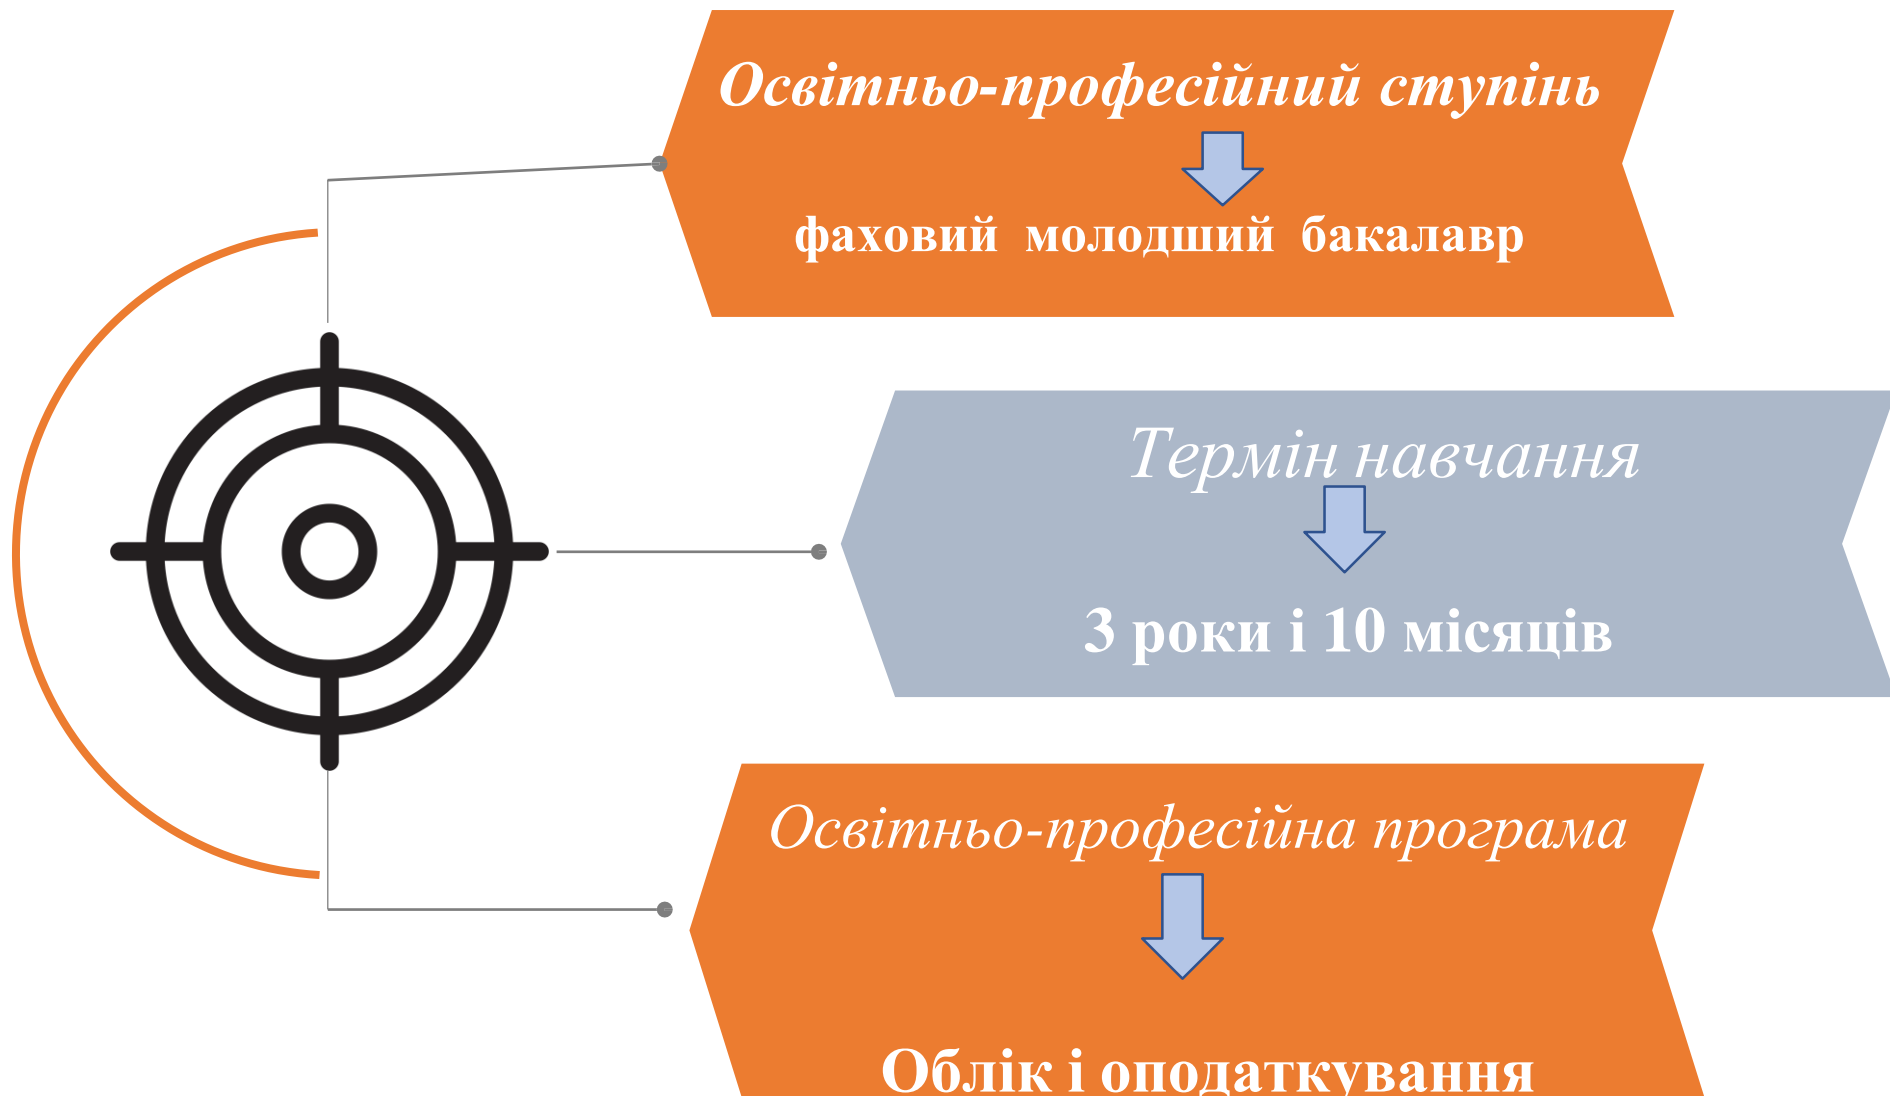 Освітньо-професійний ступінь
фаховий молодший бакалавр
Термін навчання
3 роки і 10 місяців
Освітньо-професійна програма
Облік і оподаткування